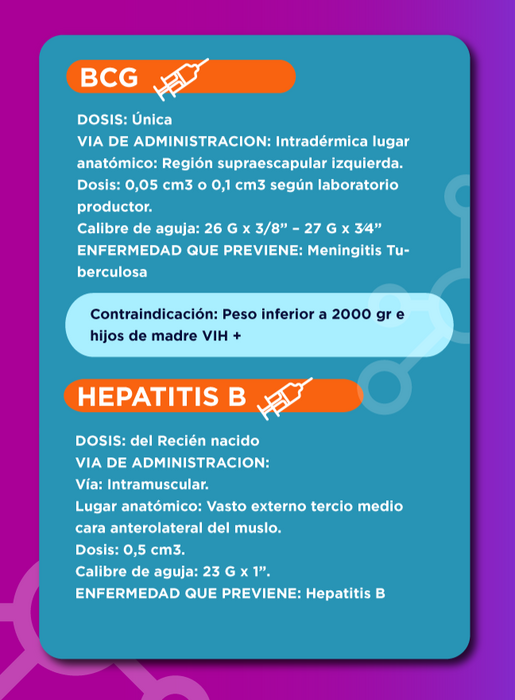 BCG
DOSIS: Única
VIA DE ADMINISTRACION: Intradérmica lugar
anatómico: Región supraescapular izquierda.
Dosis: 0,05 cm3 o 0,1 cm3 según laboratorio
productor.
Calibre de aguja: 26 G x 3/8” – 27 G x 3⁄4”
ENFERMEDAD QUE PREVIENE: Meningitis Tu-
berculosa
Contraindicación: Peso inferior a 2000 gr e
hijos de madre VIH +
HEPATITIS B
DOSIS: del Recién nacido
VIA DE ADMINISTRACION:
Vía: Intramuscular.
Lugar anatómico: Vasto externo tercio medio
cara anterolateral del muslo.
Dosis: 0,5 cm3.
Calibre de aguja: 23 G x 1”.
ENFERMEDAD QUE PREVIENE: Hepatitis B